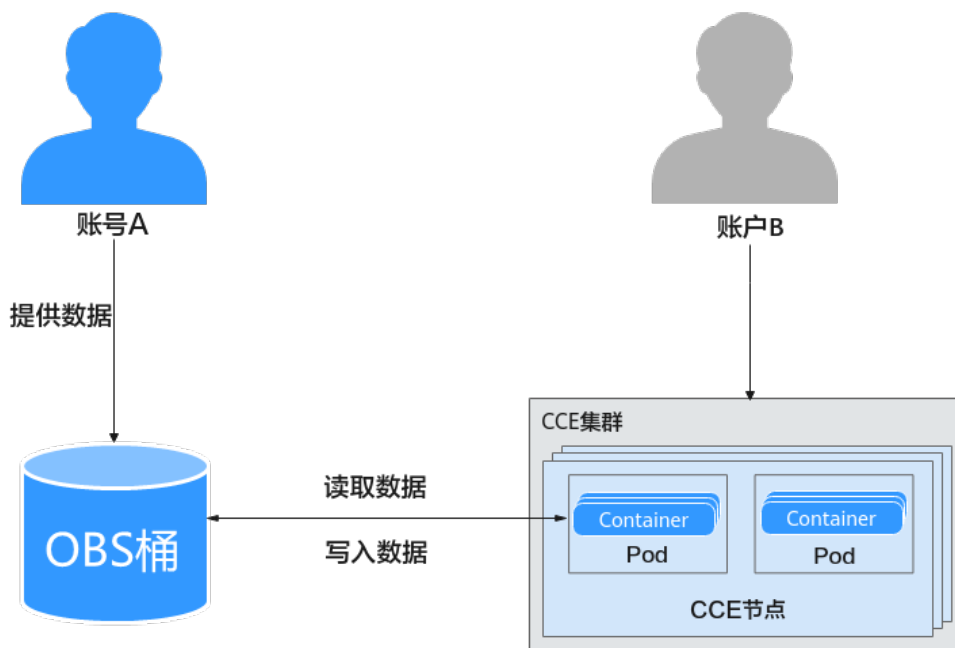 账号A
账户B
提供数据
CCE集群
读取数据
Container
Container
OBS桶
写入数据
Pod
Pod
CCE节点